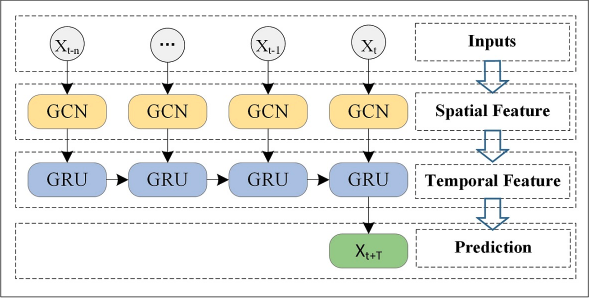 X_{t-n} ... X_{t-1} X_t Inputs
GCN GCN GCN GCN Spatial Feature
GRU GRU GRU GRU Temporal Feature
X_{t+T} Prediction